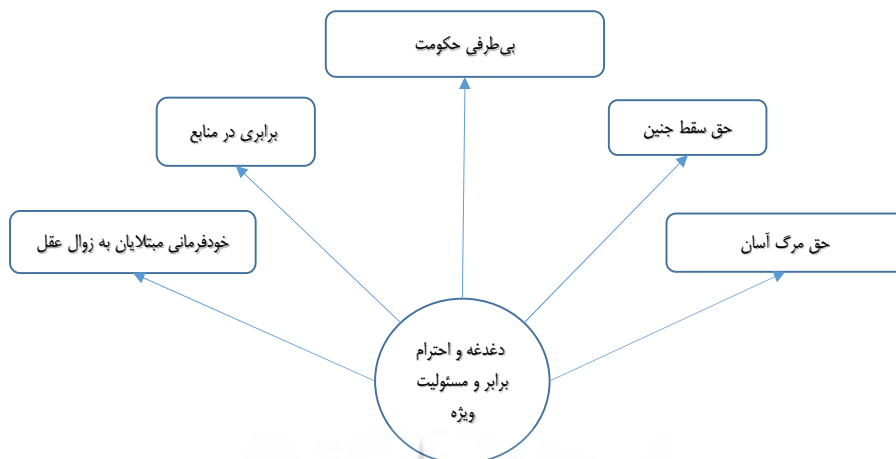 بی‌طرفی حکومت
حق سقط جنین
برابری در منابع
حق مرگ آسان
خودفرمانی مبتلایان به زوال عقل
دغدغه و احترام
برابر و مسئولیت
ویژه